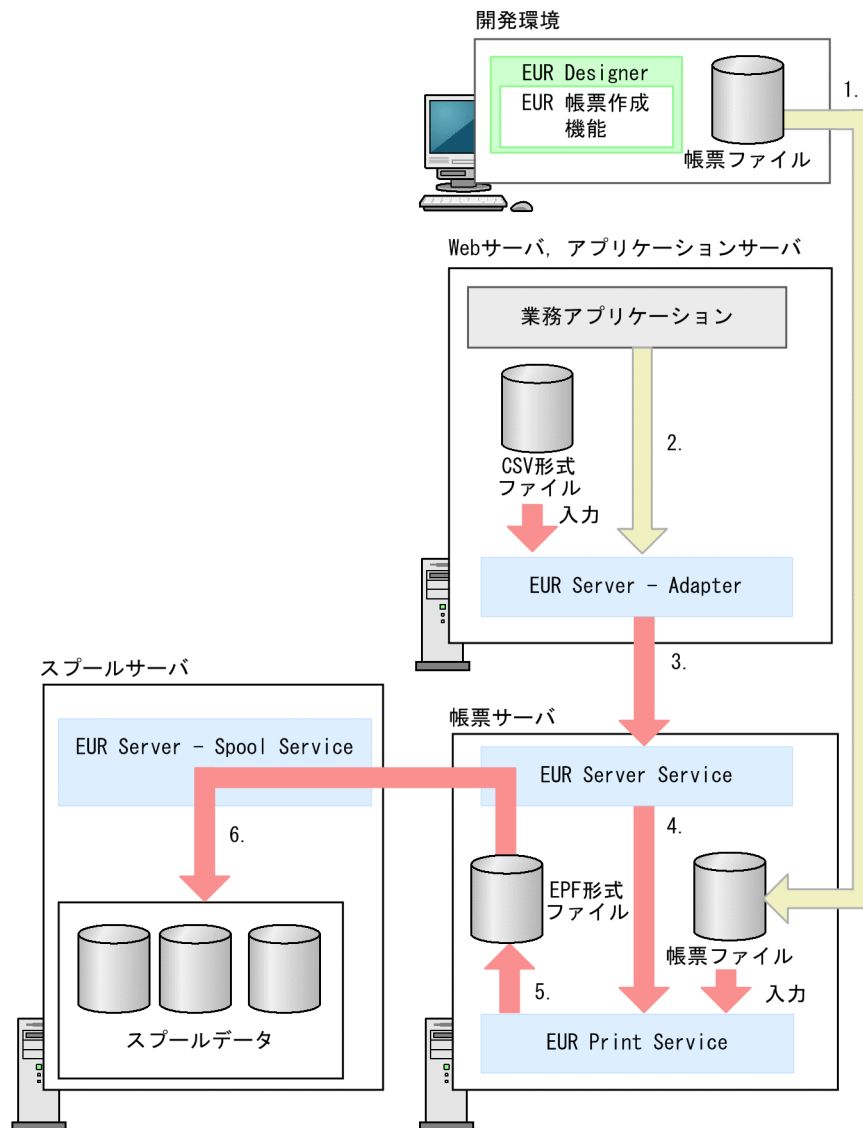 開発環境
EUR Designer
EUR 帳票作成
機能
帳票ファイル
1.
Webサーバ，アプリケーションサーバ
業務アプリケーション
2.
CSV形式
ファイル
入力
EUR Server − Adapter
3.
スプールサーバ
帳票サーバ
EUR Server − Spool Service
EUR Server Service
6.
4.
EPF形式
ファイル
帳票ファイル
5.
入力
スプールデータ
EUR Print Service